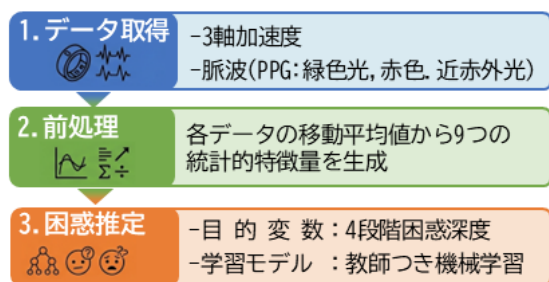 1.データ取得
-3軸加速度
-脈波(PPG:緑色光,赤色.近赤外光)
2.前処理
各データの移動平均値から9つの
統計的特徴量を生成
3.困惑推定
-目的変数:4段階困惑深度
-学習モデル:教師つき機械学習